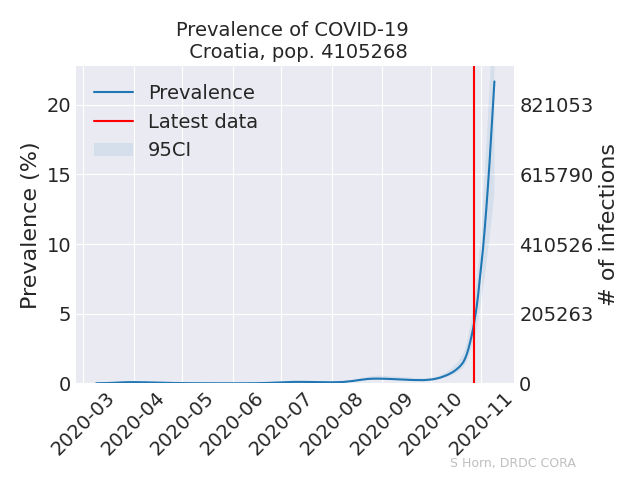 Prevalence of COVID-19
Croatia, pop. 4105268
Prevalence
Latest data
95CI
Prevalence (%)
20
15
10
5
0
821053
615790
410526
205263
0
# of infections
2020-03
2020-04
2020-05
2020-06
2020-07
2020-08
2020-09
2020-10
2020-11
S Horn, DRDC CORA